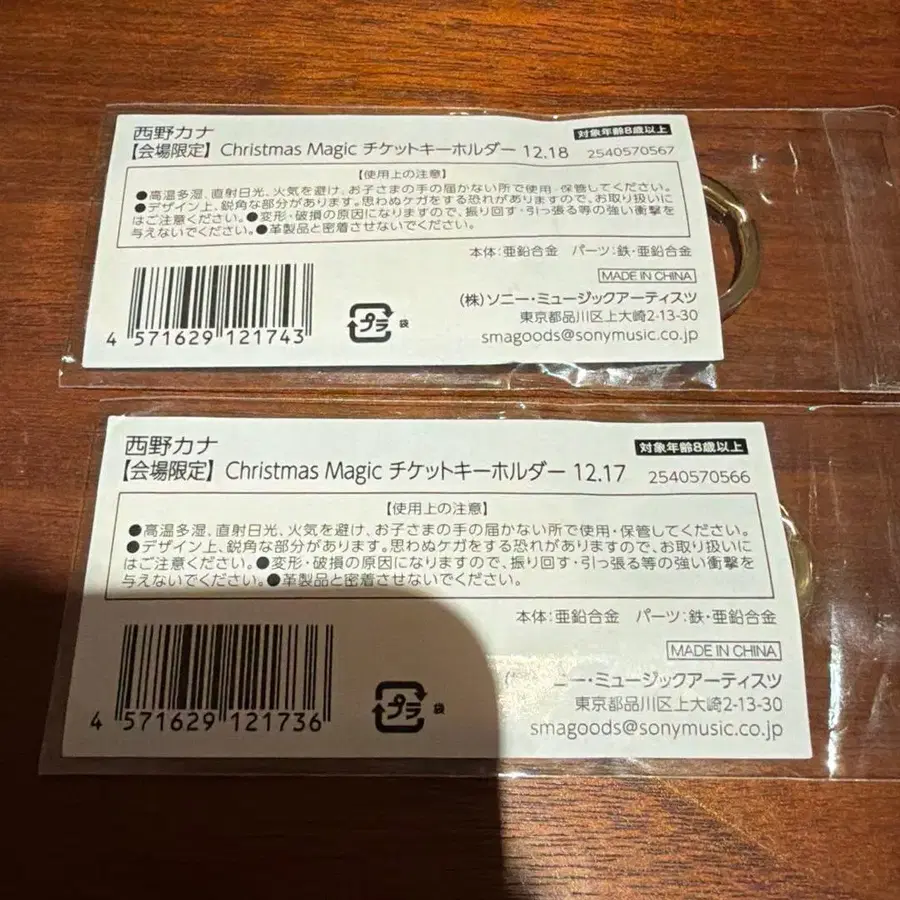 西野カナ
対象年齢8歳以上
【会場限定】 Christmas Magic チケットキーホルダー 12.18 2540570567
【使用上の注意】
●高温多湿、直射日光、火気を避け、お子さまの手の届かない所で使用・保管してください。
●デザイン上、鋭角な部分があります。思わぬケガをする恐れがありますので、お取り扱いに
はご注意ください。●変形・破損の原因になりますので、振り回す・引っ張る等の強い衝撃を
与えないでください。●革製品と密着させないでください。
本体:亜鉛合金 パーツ:鉄・亜鉛合金
MADE IN CHINA
(株)ソニー・ミュージックアーティスツ
東京都品川区上大崎2-13-30
smagoods@sonymusic.co.jp
4 571629 121743
プラ 袋
西野カナ
対象年齢8歳以上
【会場限定】 Christmas Magic チケットキーホルダー 12.17 2540570566
【使用上の注意】
●高温多湿、直射日光、火気を避け、お子さまの手の届かない所で使用・保管してください。
●デザイン上、鋭角な部分があります。思わぬケガをする恐れがありますので、お取り扱いに
はご注意ください。●変形・破損の原因になりますので、振り回す・引っ張る等の強い衝撃を
与えないでください。●革製品と密着させないでください。
本体:亜鉛合金 パーツ:鉄・亜鉛合金
MADE IN CHINA
ニー・ミュージックアーティスツ
東京都品川区上大崎2-13-30
smagoods@sonymusic.co.jp
4 571629 121736
プラ 袋